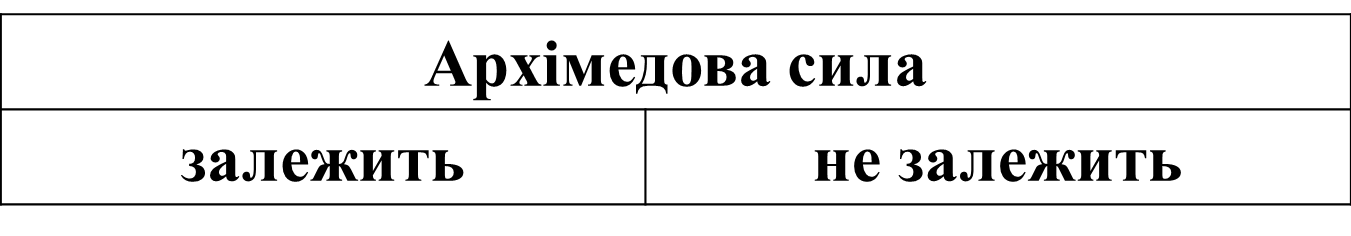 Архімедова сила
залежить
не залежить